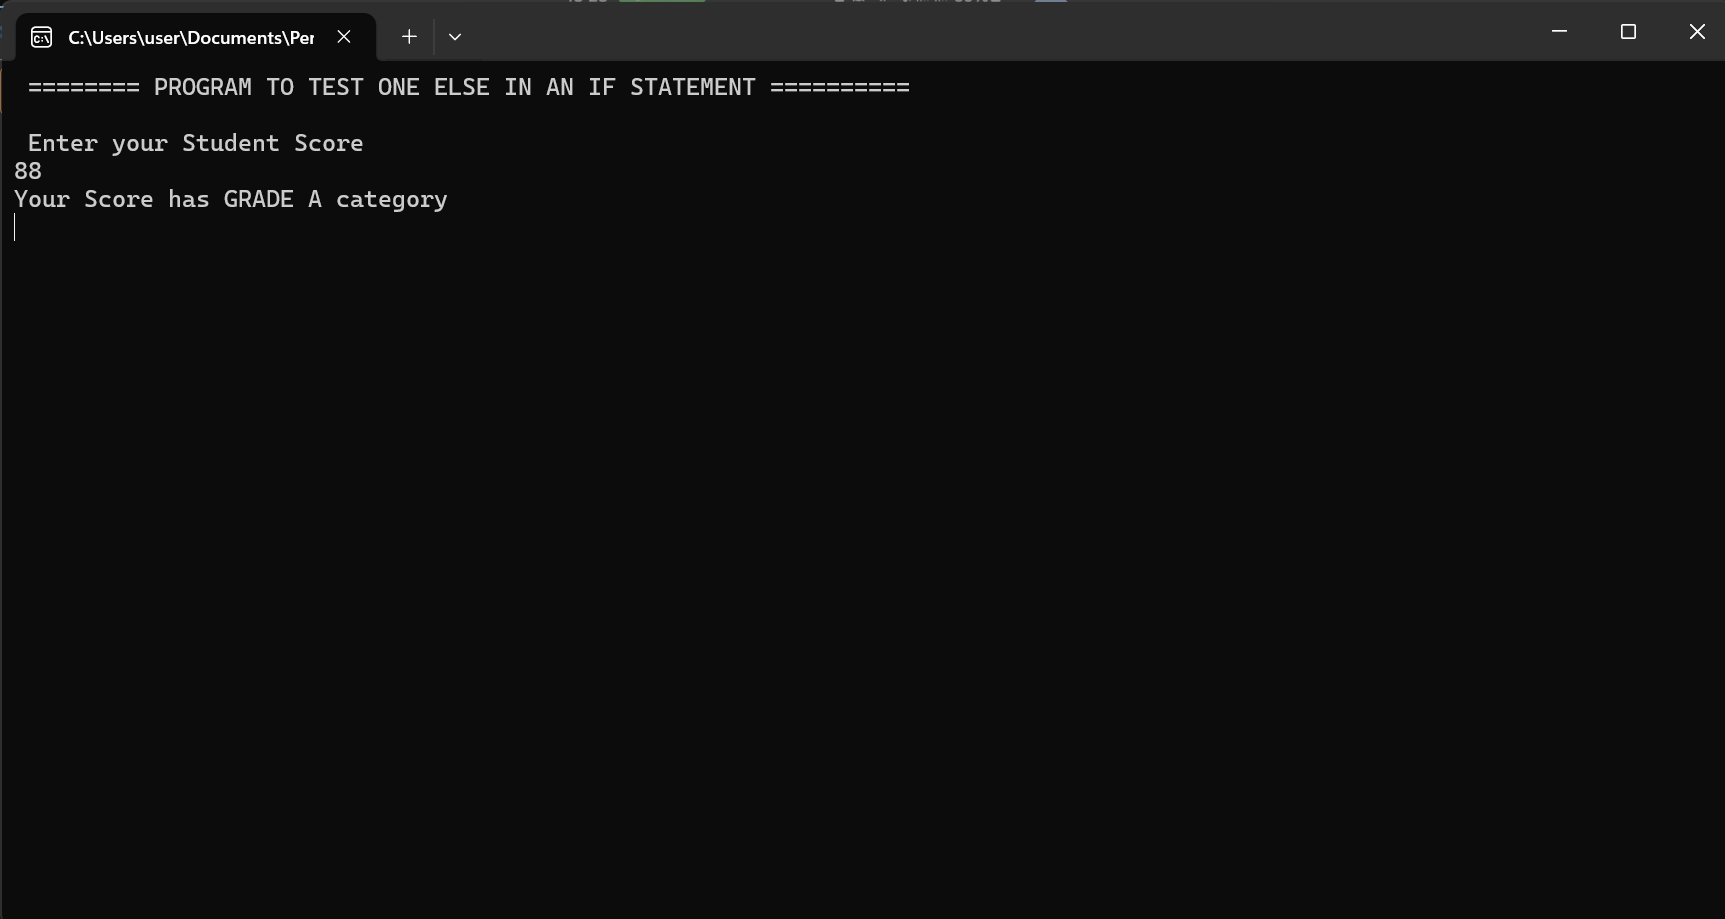 C:\Users\user\Documents\Per
======== PROGRAM TO TEST ONE ELSE IN AN IF STATEMENT ==========
Enter your Student Score
88
Your Score has GRADE A category